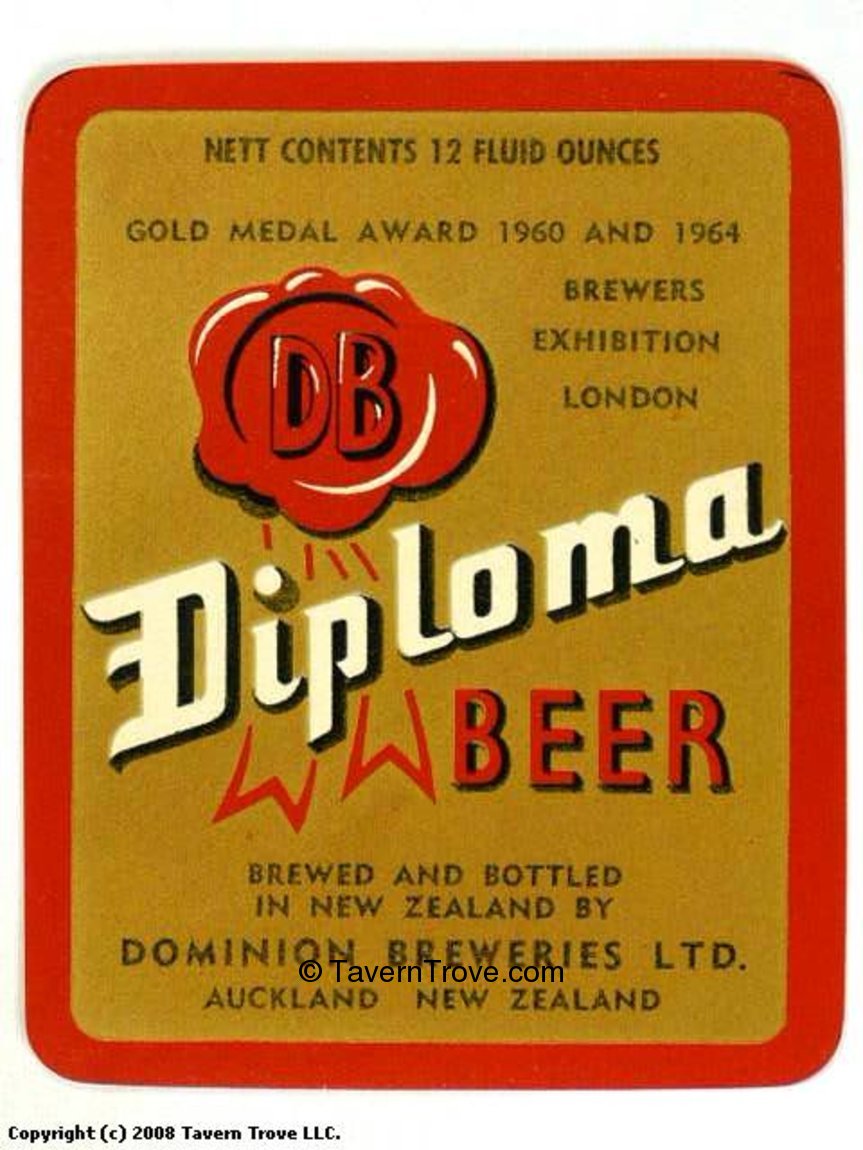 NETT CONTENTS 12 FLUID OUNCES
GOLD MEDAL AWARD 1960 AND 1964
BREWERS
EXHIBITION
LONDON
DB
Diploma
BEER
BREWED AND BOTTLED
IN NEW ZEALAND BY
DOMINION BREWERIES LTD.
© TavernTrove.com
AUCKLAND NEW ZEALAND
Copyright (c) 2008 Tavern Trove LLC.